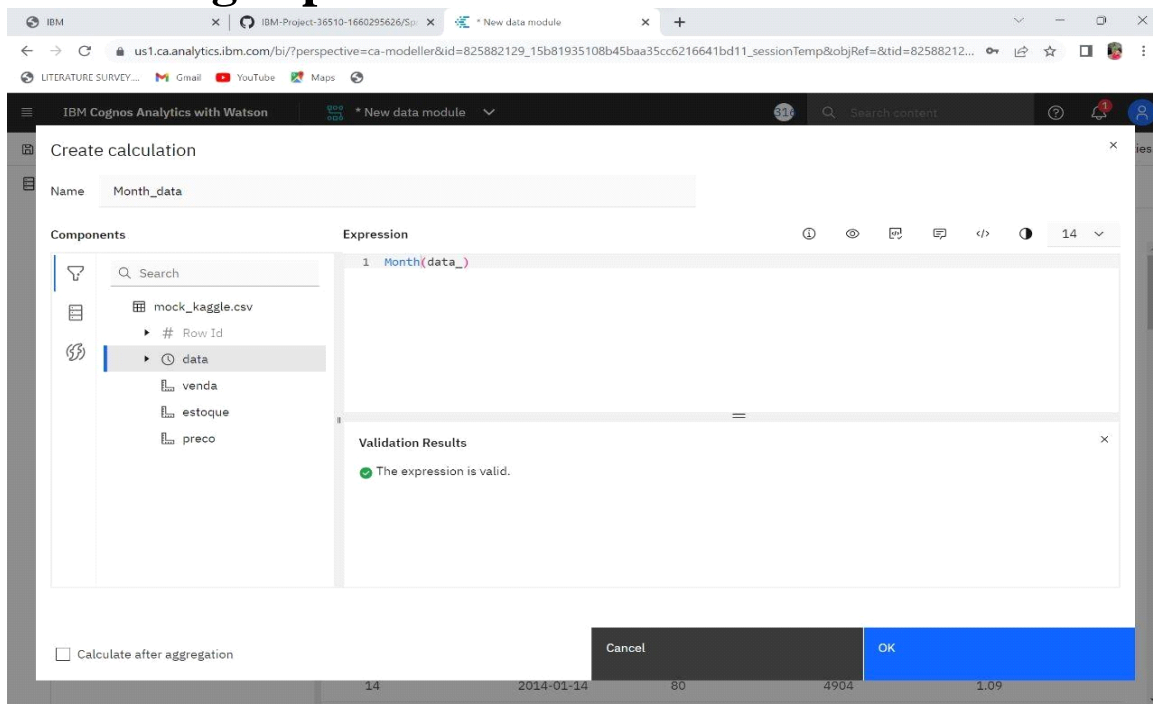 IBM
IBM-Project-36510-1660295626/Sp
* New data module
us1.ca.analytics.ibm.com/bi/?perspective=ca-modeller&id=825882129_15b81935108b45baa35cc6216641bd11_sessionTemp&objRef=&tid=82588212...
LITERATURE SURVEY....
Gmail
YouTube
Maps
IBM Cognos Analytics with Watson
* New data module
Search content
1
Create calculation
ies
Name
Month_data
Components
Expression
14
Search
1 Month(data_)
mock_kaggle.csv
# Row Id
data
venda
estoque
preco
Validation Results
The expression is valid.
Calculate after aggregation
Cancel
OK
14 2014-01-14 80 4904 1.09